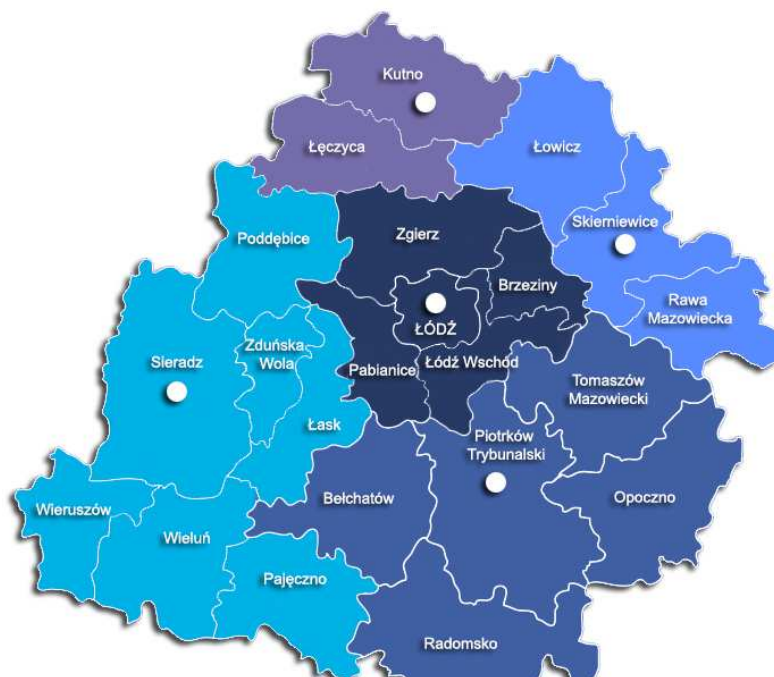 Kutno
Łęczyca
Łowicz
Skierniewice
Poddębice
Zgierz
Brzeziny
Rawa
Mazowiecka
ŁÓDŹ
Zduńska
Wola
Sieradz
Pabianice
Łódź Wschód
Tomaszów
Mazowiecki
Łask
Piotrków
Trybunalski
Bełchatów
Opoczno
Wieruszów
Wieluń
Pajęczno
Radomsko